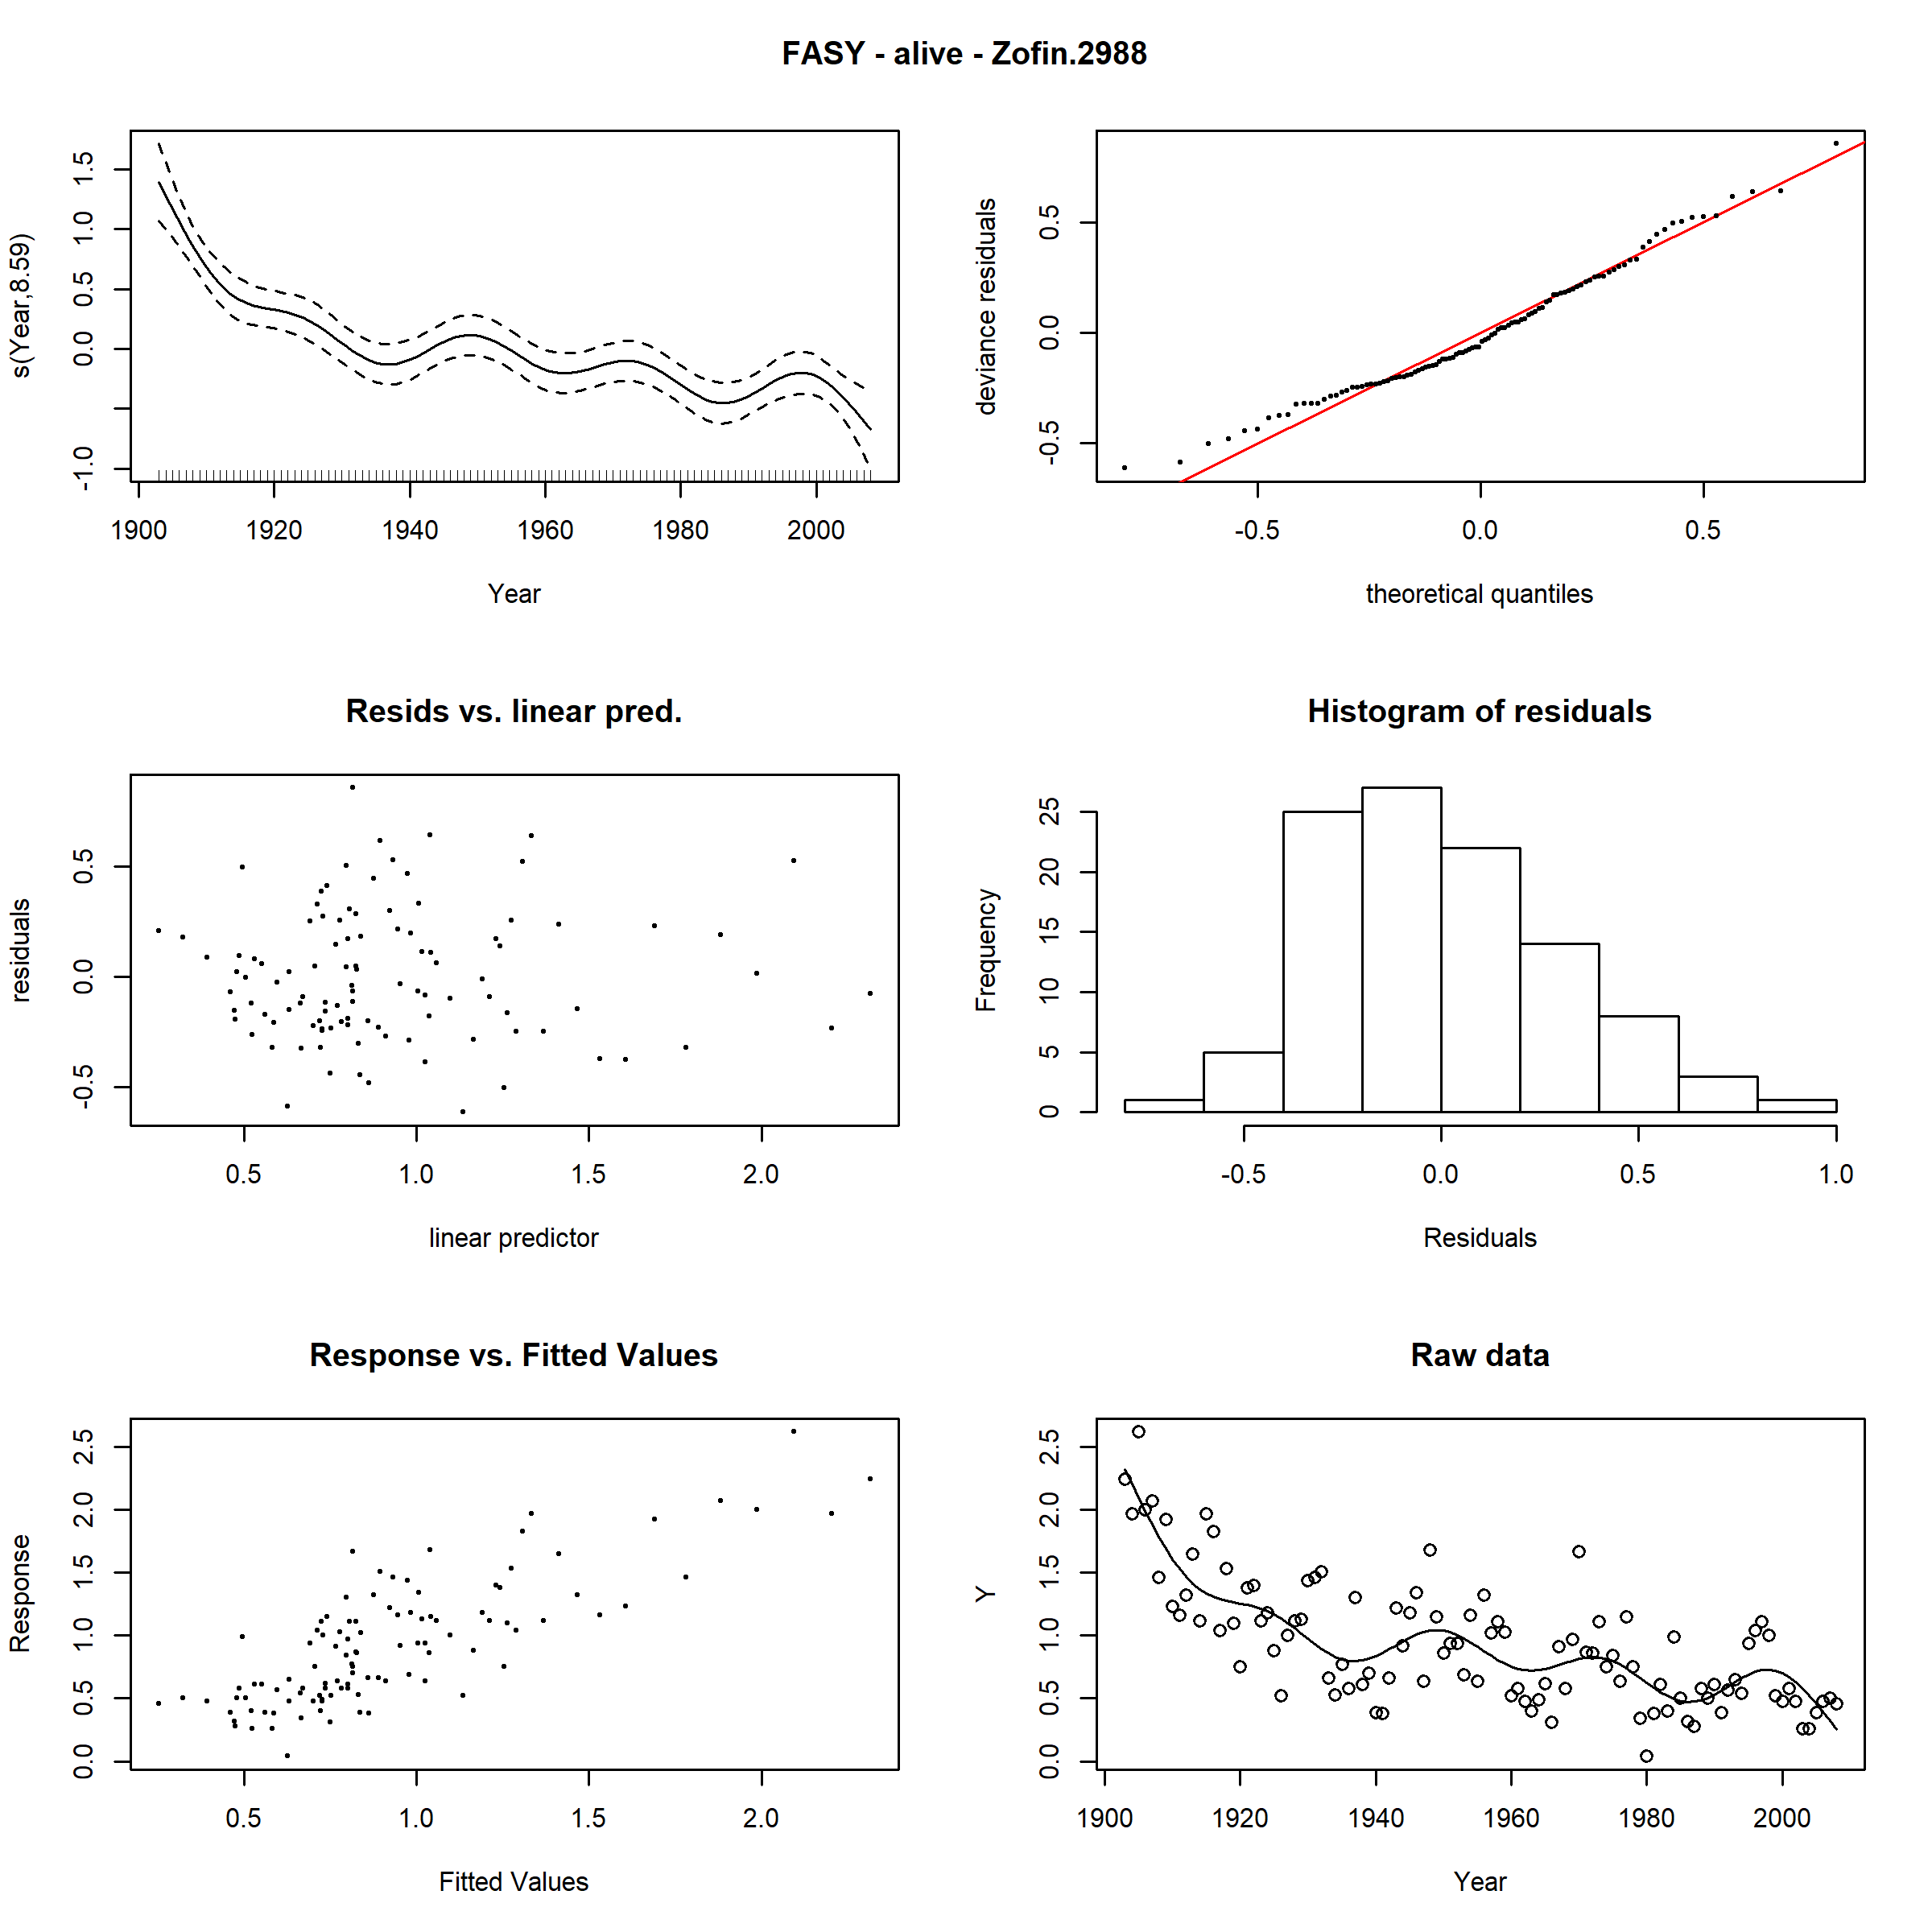 FASY - alive - Zofin.2988
s(Year,8.59)
-1.0 0.0 0.5 1.0 1.5
1900 1920 1940 1960 1980 2000
Year
deviance residuals
-0.5 0.0 0.5
-0.5 0.0 0.5
theoretical quantiles
Resids vs. linear pred.
residuals
-0.5 0.0 0.5
0.5 1.0 1.5 2.0
linear predictor
Histogram of residuals
Frequency
0 5 10 15 20 25
-0.5 0.0 0.5 1.0
Residuals
Response vs. Fitted Values
Response
0.0 0.5 1.0 1.5 2.0 2.5
0.5 1.0 1.5 2.0
Fitted Values
Raw data
Y
0.0 0.5 1.0 1.5 2.0 2.5
1900 1920 1940 1960 1980 2000
Year